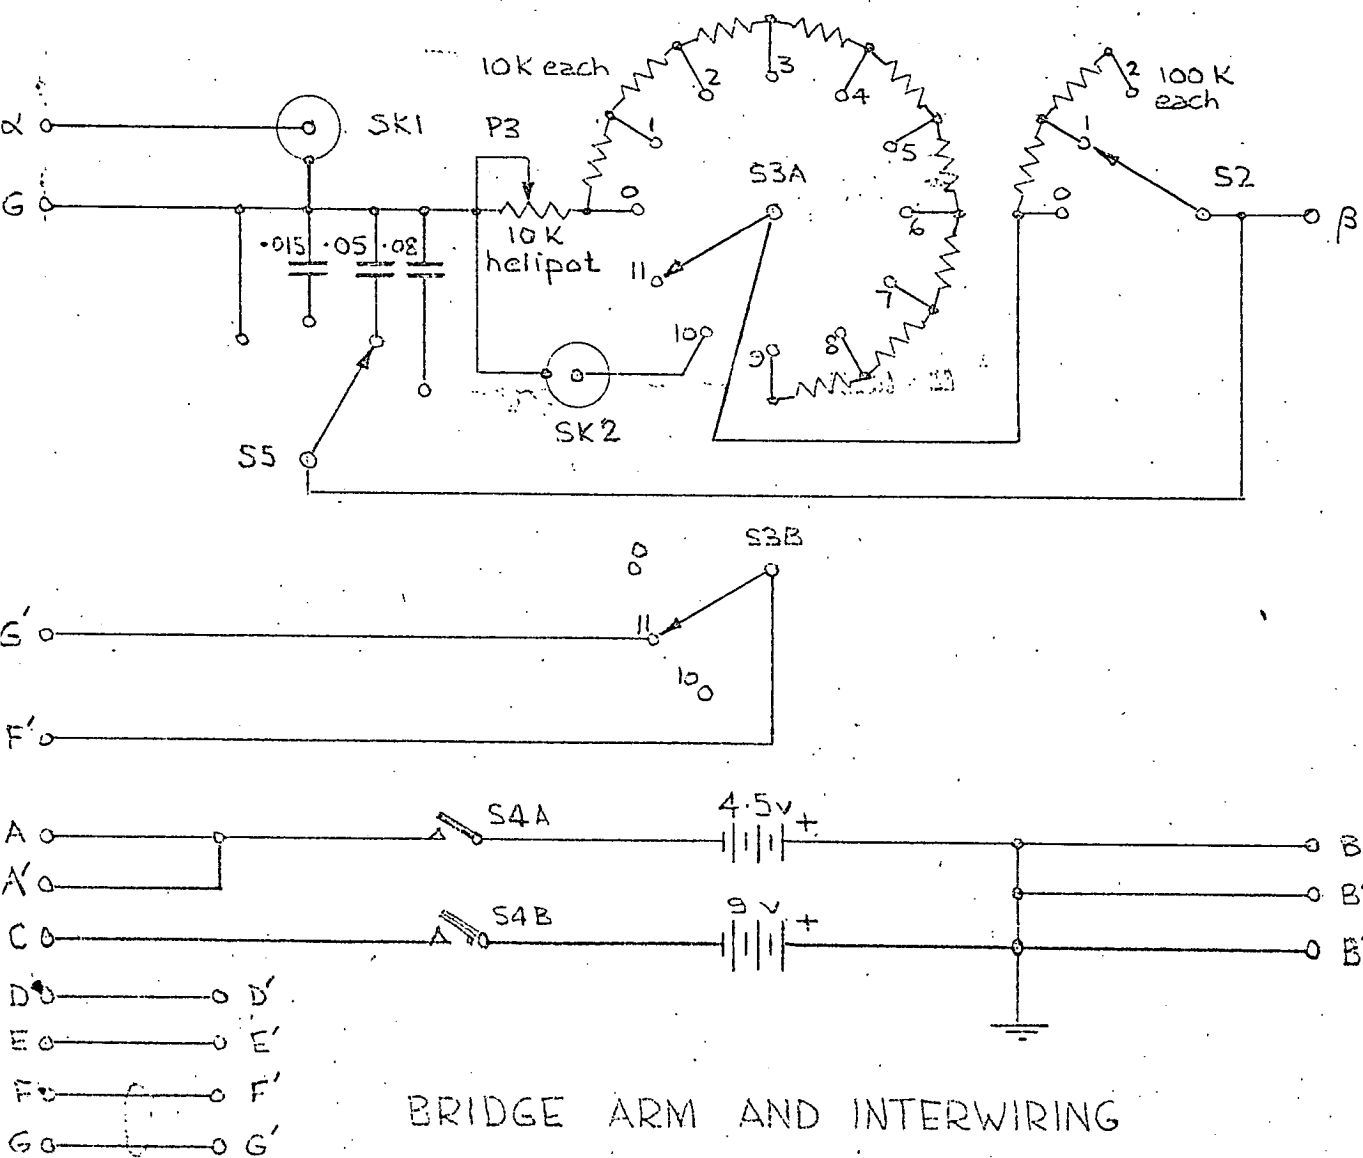 10K each
2
3
4
2
100K
each
α
SK1
P3
1
5
1
S3A
S2
G
0
6
0
β
·015
·05
·08
10K
helipot
11
7
10
9
8
SK2
S5
0
S3B
G'
11
10
F'
A
S4A
4·5v
+
B
A'
B'
C
S4B
9v
+
D
D'
E
E'
F
F'
G
G'
BRIDGE ARM AND INTERWIRING